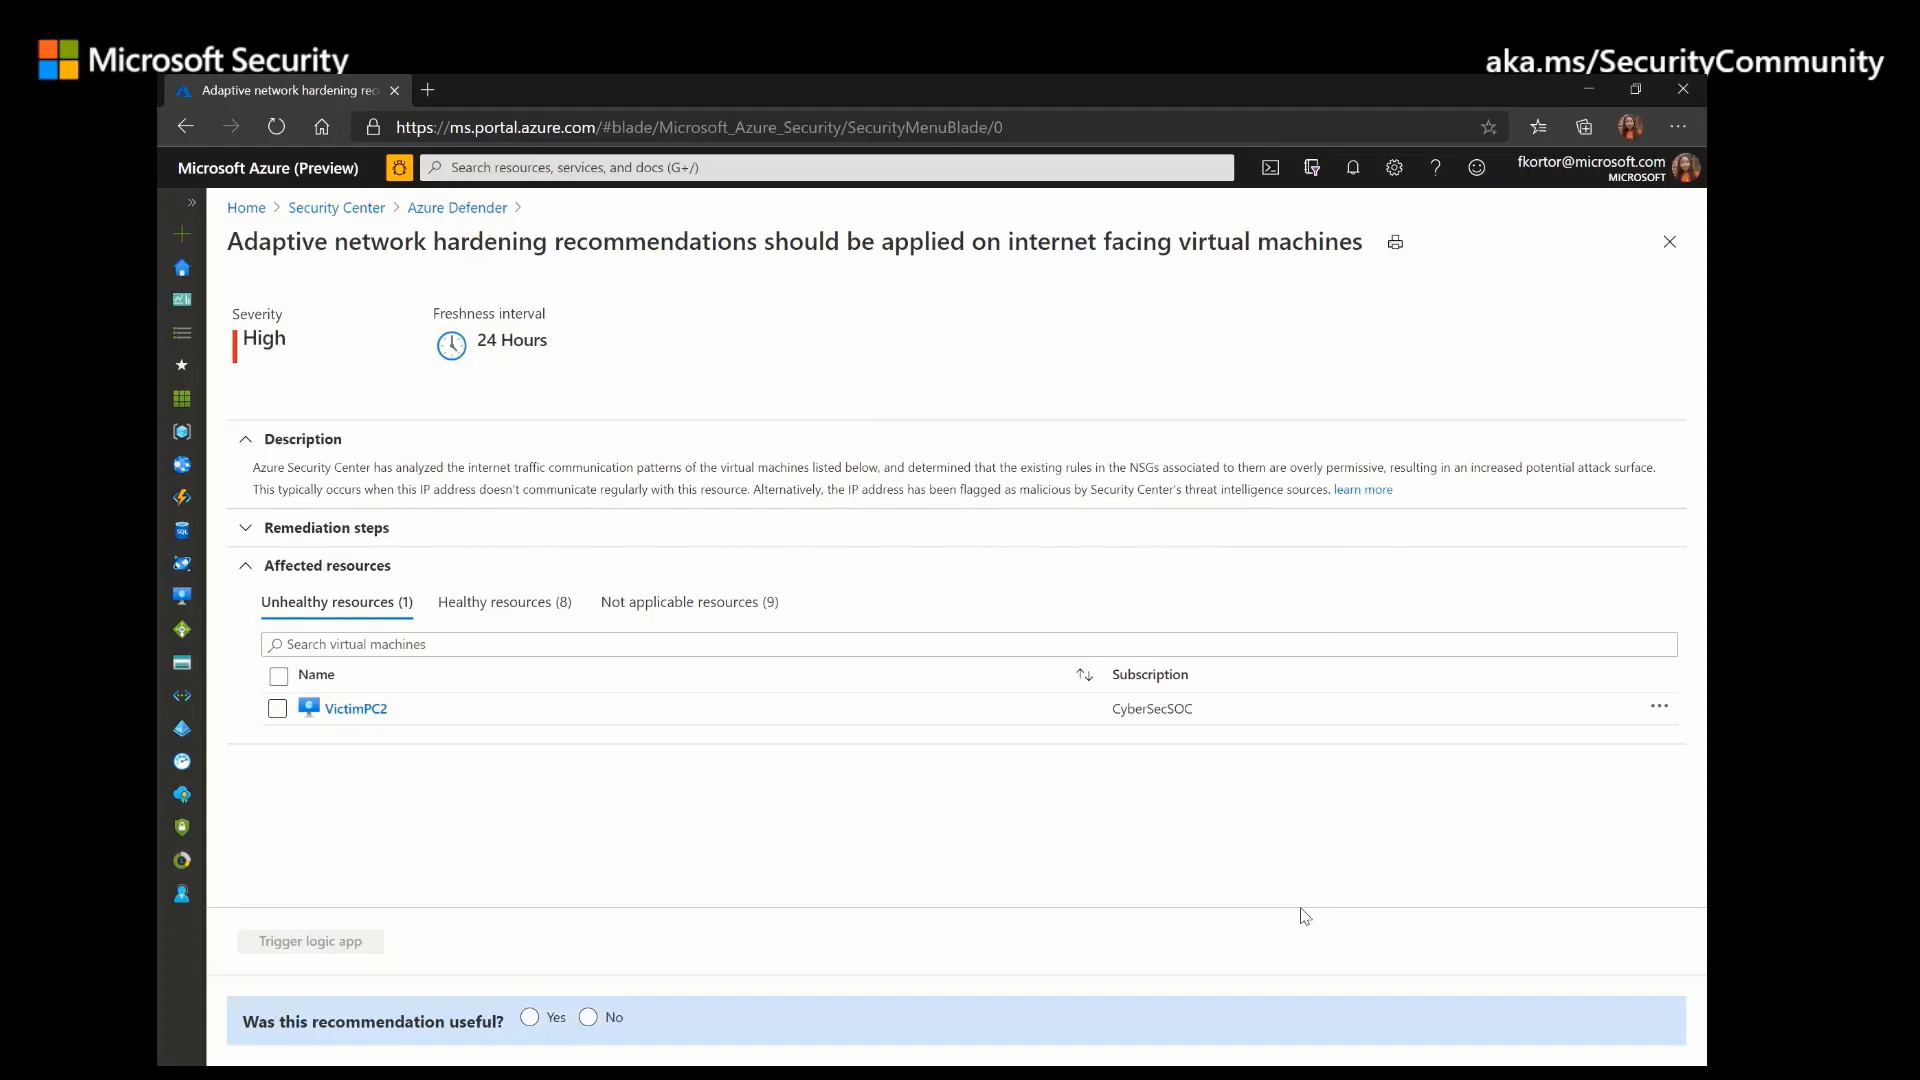 Microsoft Security
aka.ms/SecurityCommunity
Adaptive network hardening rec
https://ms.portal.azure.com/#blade/Microsoft_Azure_Security/SecurityMenuBlade/0
Microsoft Azure (Preview)
Search resources, services, and docs (G+/)
fkortor@microsoft.com
MICROSOFT
Home > Security Center > Azure Defender >
Adaptive network hardening recommendations should be applied on internet facing virtual machines
Severity
High
Freshness interval
24 Hours
Description
Azure Security Center has analyzed the internet traffic communication patterns of the virtual machines listed below, and determined that the existing rules in the NSGs associated to them are overly permissive, resulting in an increased potential attack surface.
This typically occurs when this IP address doesn't communicate regularly with this resource. Alternatively, the IP address has been flagged as malicious by Security Center's threat intelligence sources. learn more
Remediation steps
Affected resources
Unhealthy resources (1) Healthy resources (8) Not applicable resources (9)
Search virtual machines
Name Subscription
VictimPC2 CyberSecSOC
Trigger logic app
Was this recommendation useful? Yes No